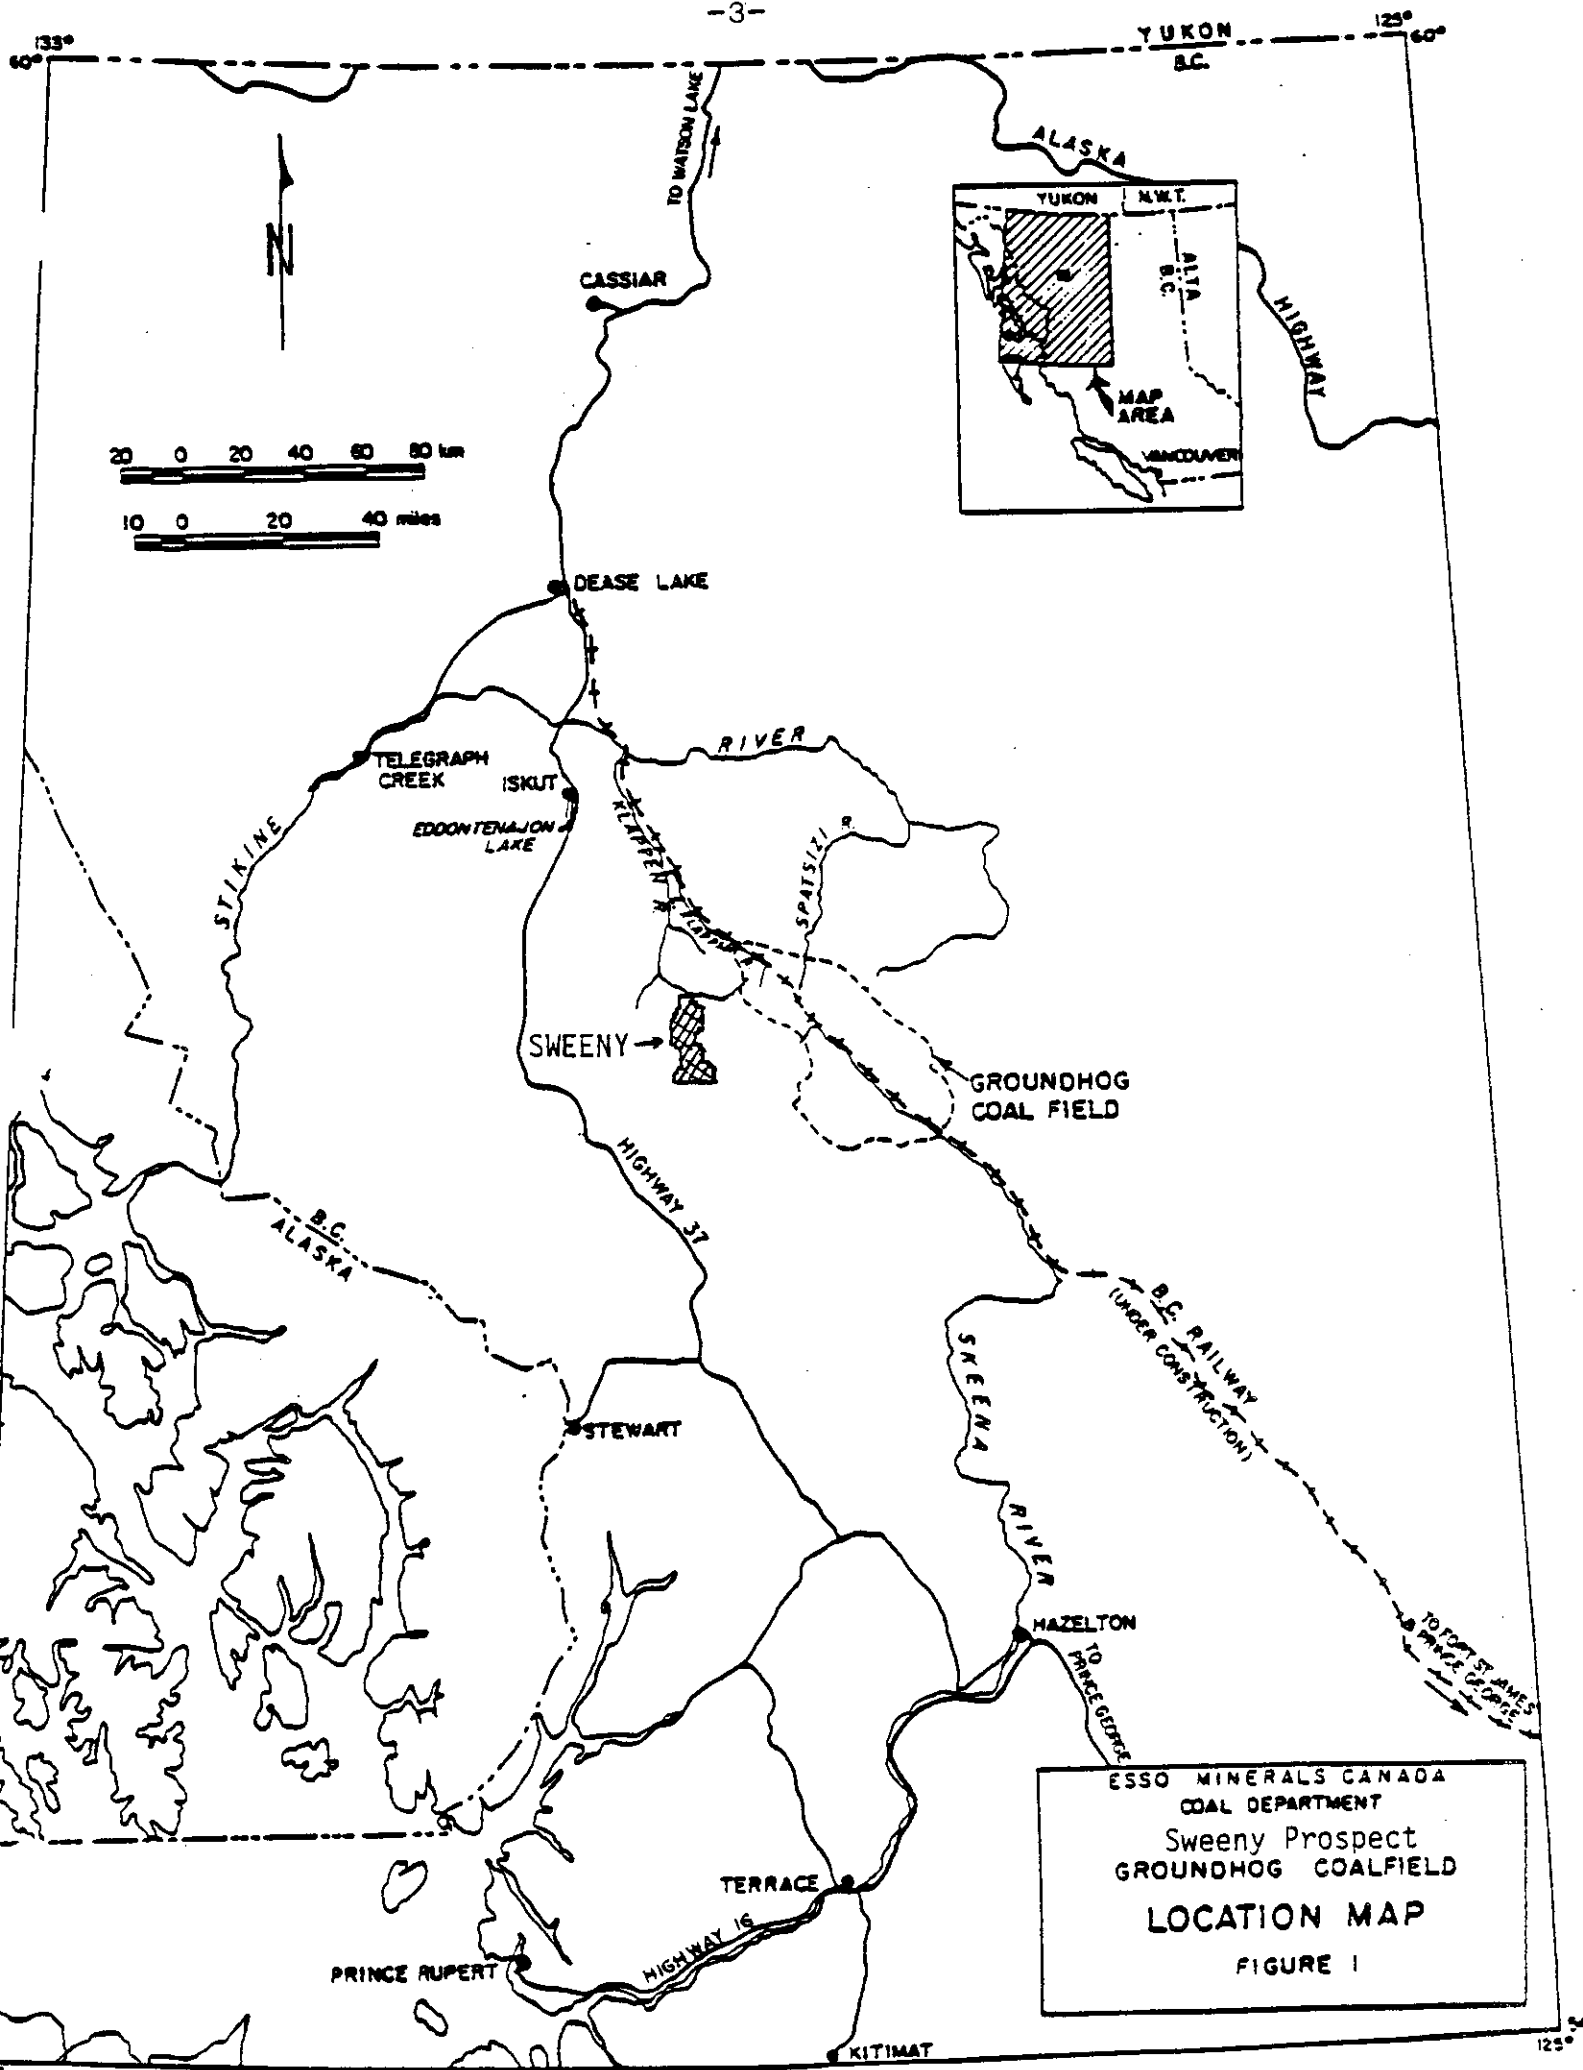 -3-
133°
60°
YUKON
B.C.
125°
60°
TO WATSON LAKE
ALASKA
HIGHWAY
N
YUKON
N.W.T.
ALTA
B.C.
MAP
AREA
VANCOUVER
CASSIAR
20 0 20 40 60 80 km
10 0 20 40 miles
DEASE LAKE
RIVER
TELEGRAPH
CREEK
ISKUT
EDDONTENAJON
LAKE
STIKINE
KLAPPEN
R.
KLAPPEN
SPATSIZI R.
SWEENY
GROUNDHOG
COAL FIELD
HIGHWAY 37
B.C.
ALASKA
B.C. RAILWAY
(UNDER CONSTRUCTION)
SKEENA
RIVER
STEWART
HAZELTON
TO
PRINCE GEORGE
TO FORT ST. JAMES
& PRINCE GEORGE
TERRACE
HIGHWAY 16
PRINCE RUPERT
KITIMAT
ESSO MINERALS CANADA
COAL DEPARTMENT
Sweeny Prospect
GROUNDHOG COALFIELD
LOCATION MAP
FIGURE 1
125°